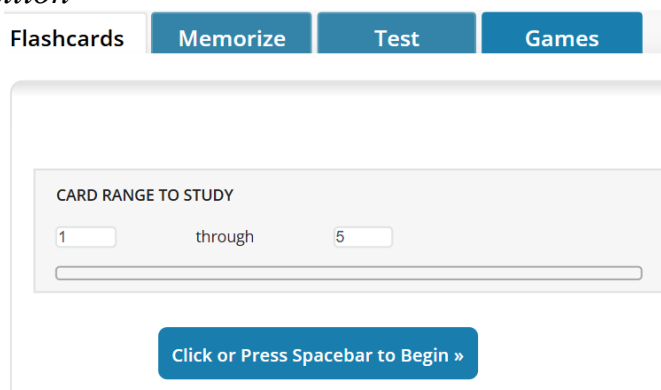 Flashcards Memorize Test Games
CARD RANGE TO STUDY
1 through 5
Click or Press Spacebar to Begin »